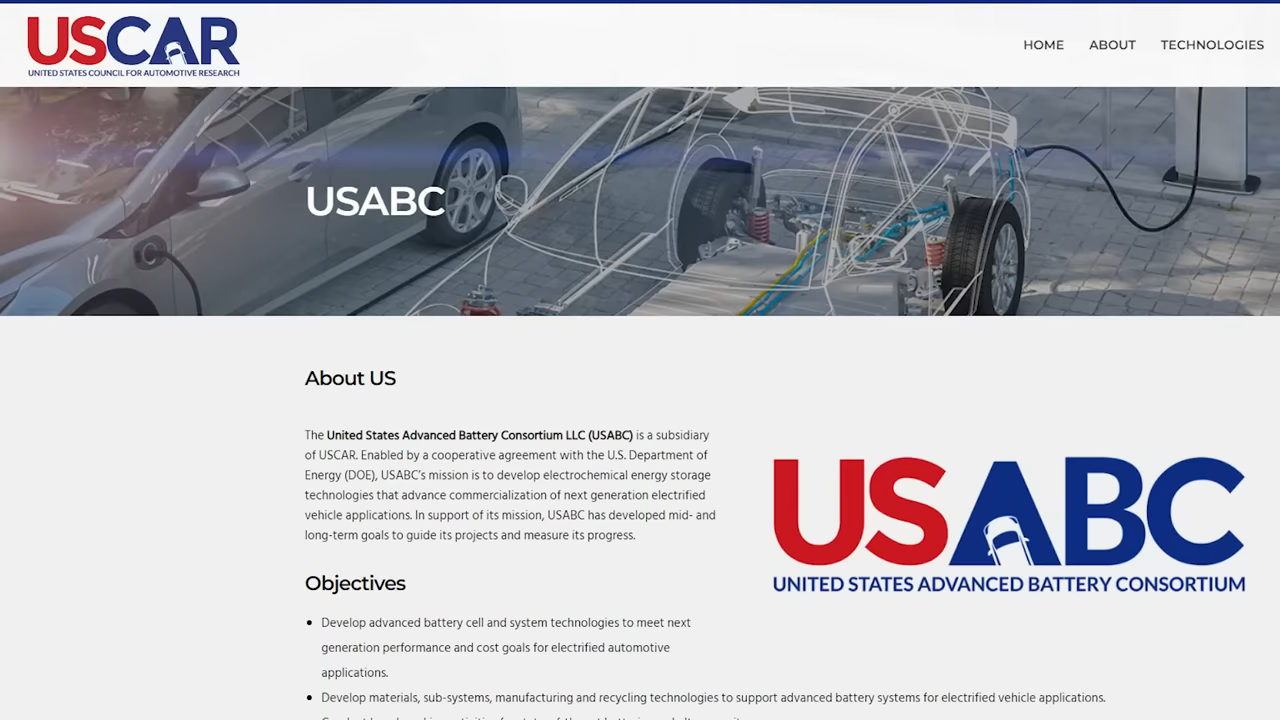 USCAR
UNITED STATES COUNCIL FOR AUTOMOTIVE RESEARCH
HOME ABOUT TECHNOLOGIES
USABC
About US
The United States Advanced Battery Consortium LLC (USABC) is a subsidiary
of USCAR. Enabled by a cooperative agreement with the U.S. Department of
Energy (DOE), USABC’s mission is to develop electrochemical energy storage
technologies that advance commercialization of next generation electrified
vehicle applications. In support of its mission, USABC has developed mid- and
long-term goals to guide its projects and measure its progress.
USABC
UNITED STATES ADVANCED BATTERY CONSORTIUM
Objectives
• Develop advanced battery cell and system technologies to meet next
generation performance and cost goals for electrified automotive
applications.
• Develop materials, sub-systems, manufacturing and recycling technologies to support advanced battery systems for electrified vehicle applications.